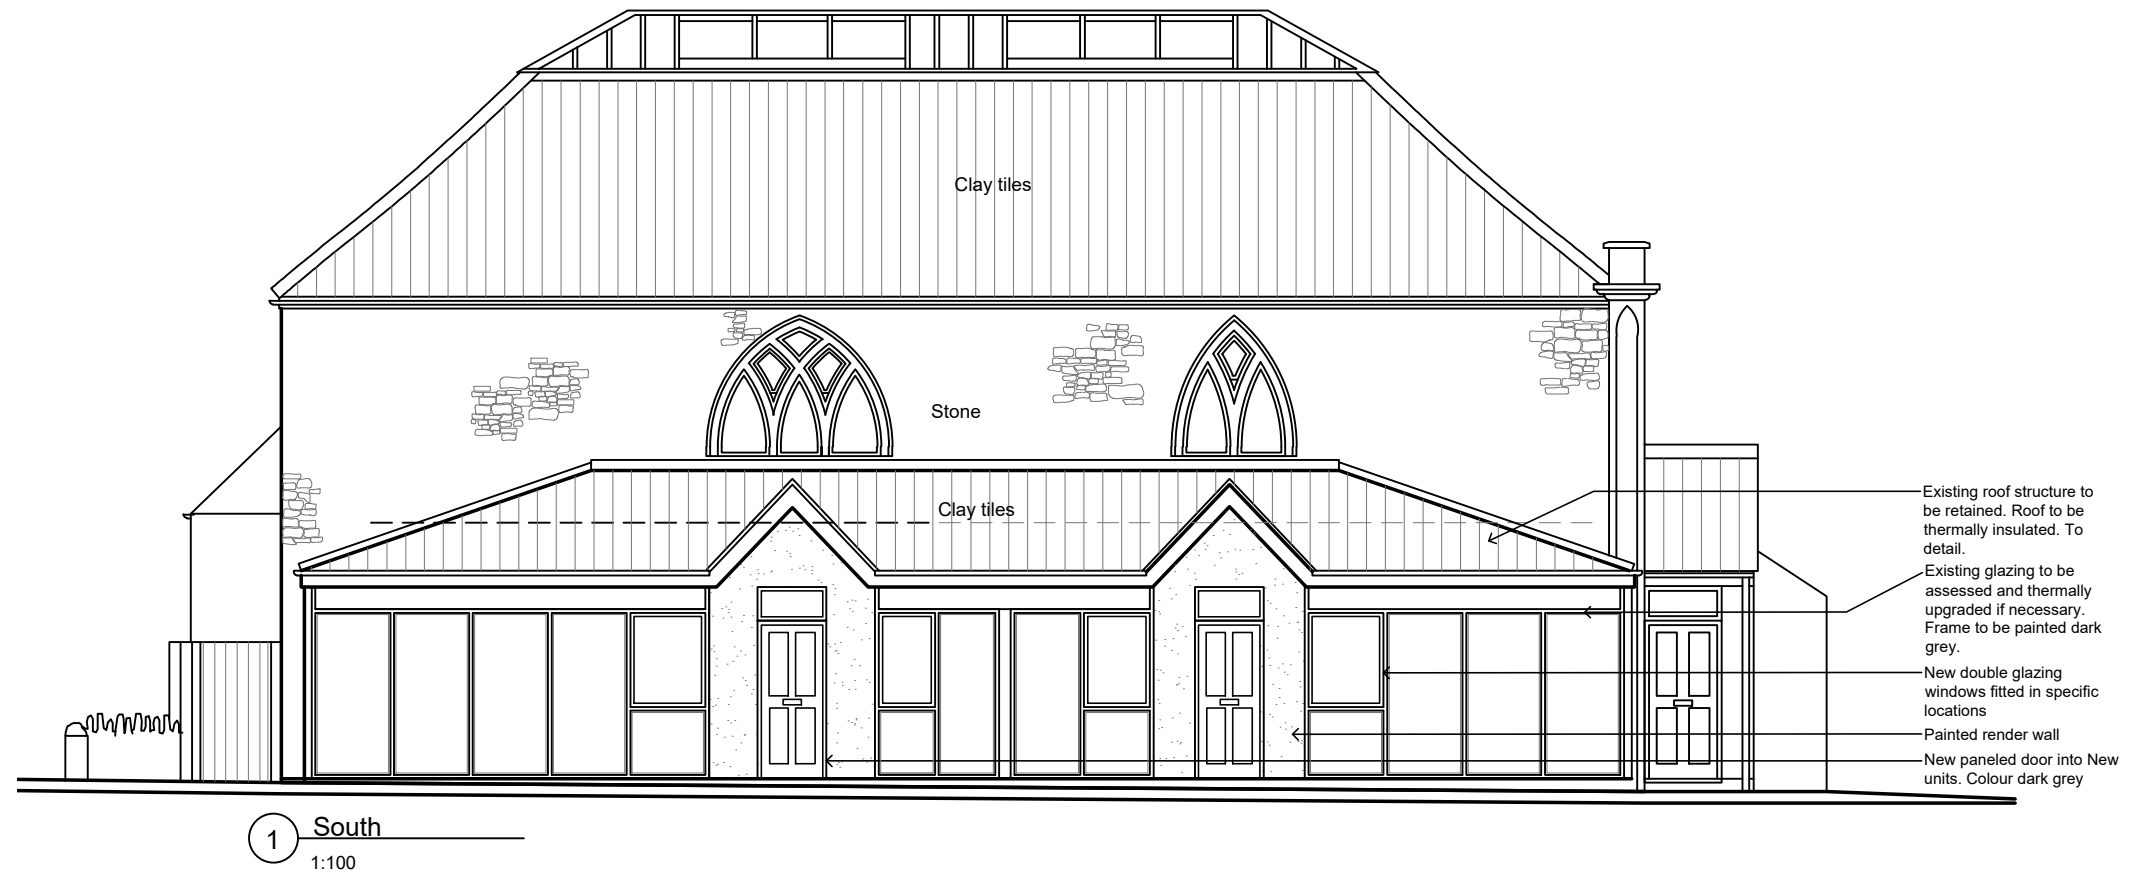 Clay tiles
Stone
Clay tiles
Existing roof structure to
be retained. Roof to be
thermally insulated. To
detail.
Existing glazing to be
assessed and thermally
upgraded if necessary.
Frame to be painted dark
grey.
New double glazing
windows fitted in specific
locations
Painted render wall
New paneled door into New
units. Colour dark grey
1 South
1:100